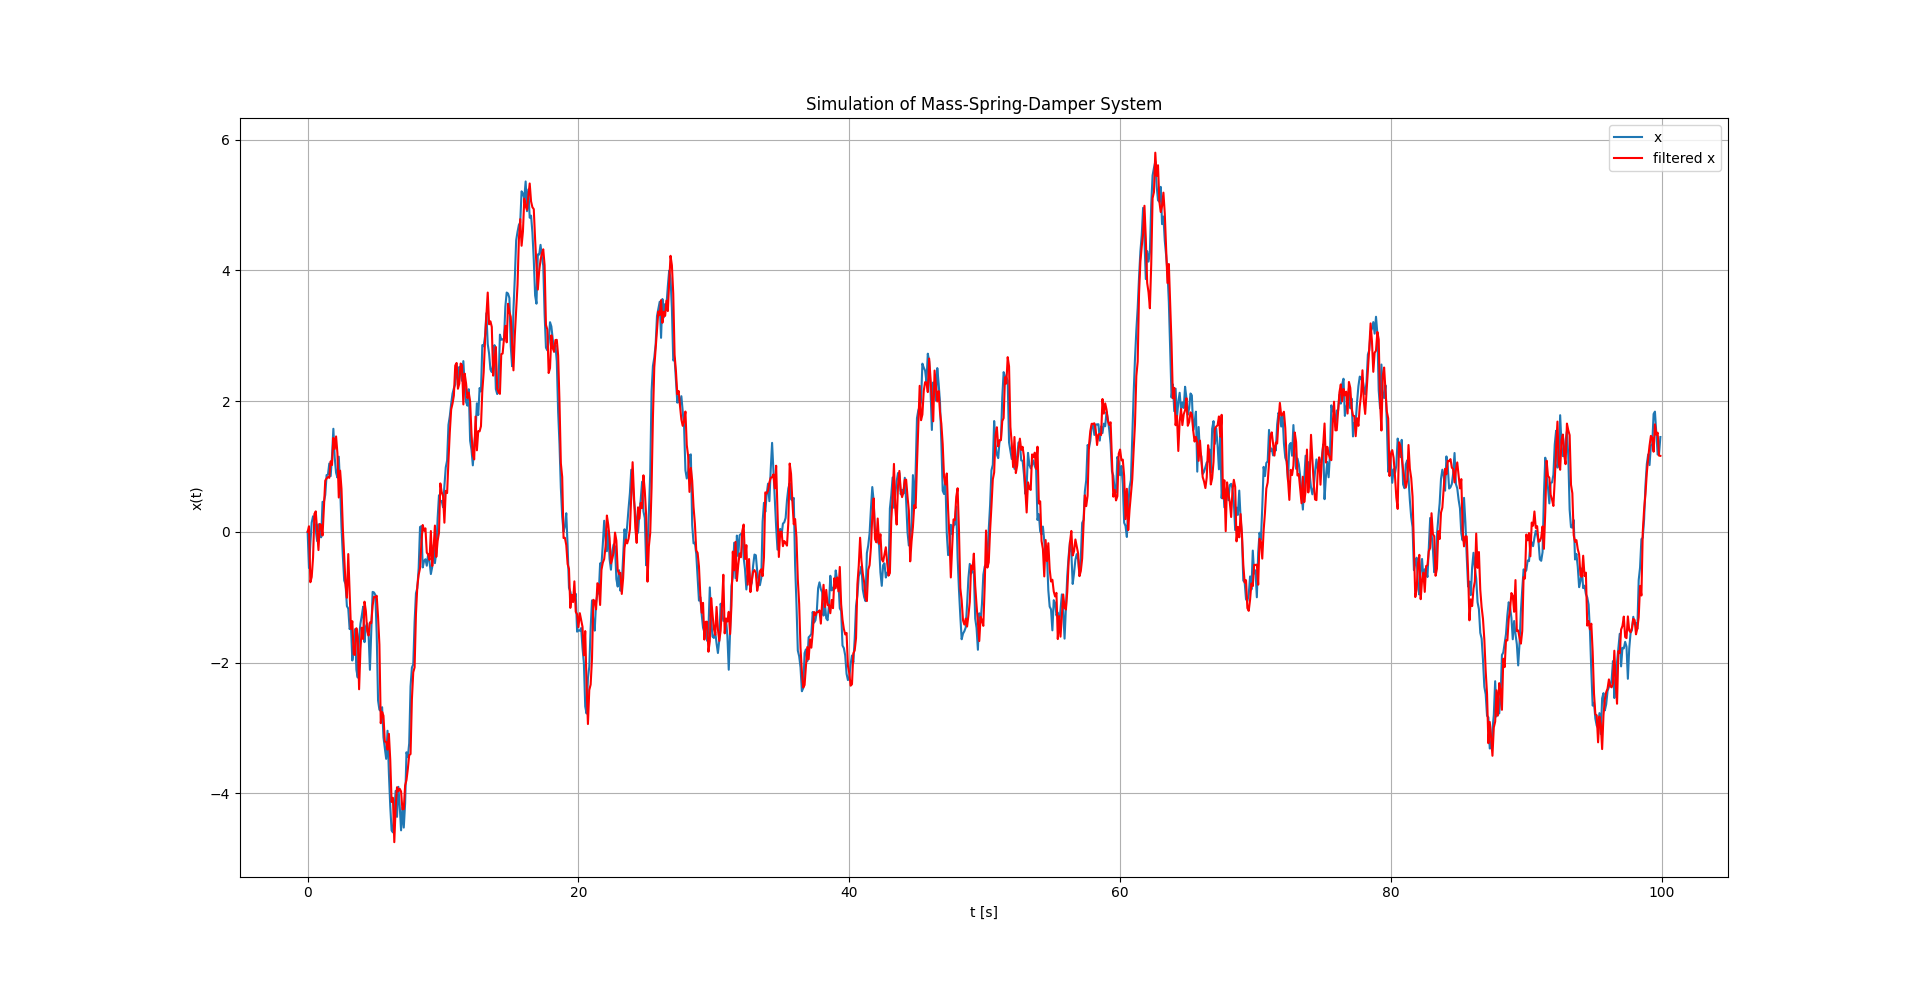 Simulation of Mass-Spring-Damper System
x
filtered x
6
4
2
0
−2
−4
x(t)
0 20 40 60 80 100
t [s]